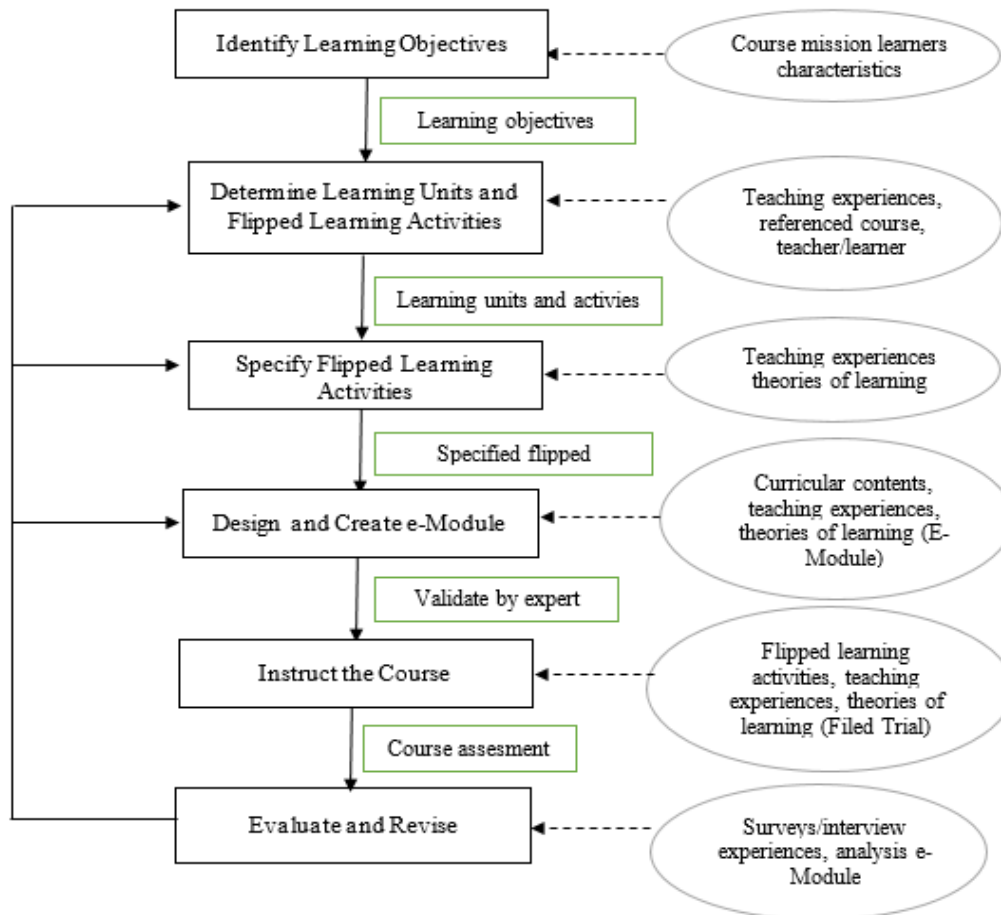 Identify Learning Objectives
Course mission learners
characteristics
Learning objectives
Determine Learning Units and
Flipped Learning Activities
Teaching experiences,
referenced course,
teacher/learner
Learning units and activies
Specify Flipped Learning
Activities
Teaching experiences
theories of learning
Specified flipped
Design and Create e-Module
Curricular contents,
teaching experiences,
theories of learning (E-
Module)
Validate by expert
Instruct the Course
Flipped learning
activities, teaching
experiences, theories of
learning (Filed Trial)
Course assesment
Evaluate and Revise
Surveys/interview
experiences, analysis e-
Module